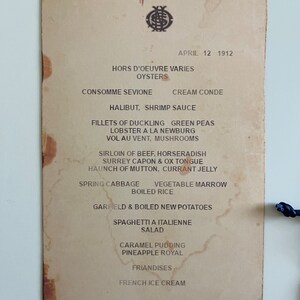 APRIL 12 1912
HORS D'OEUVRE VARIES
OYSTERS
CONSOMME SEVIONE CREAM CONDE
HALIBUT, SHRIMP SAUCE
FILLETS OF DUCKLING GREEN PEAS
LOBSTER A LA NEWBURG
VOL AU VENT, MUSHROOMS
SIRLOIN OF BEEF, HORSERADISH
SURREY CAPON & OX TONGUE
HAUNCH OF MUTTON, CURRANT JELLY
SPRING CABBAGE VEGETABLE MARROW
BOILED RICE
GARFIELD & BOILED NEW POTATOES
SPAGHETTI A ITALIENNE
SALAD
CARAMEL PUDDING
PINEAPPLE ROYAL
FRIANDISES
FRENCH ICE CREAM